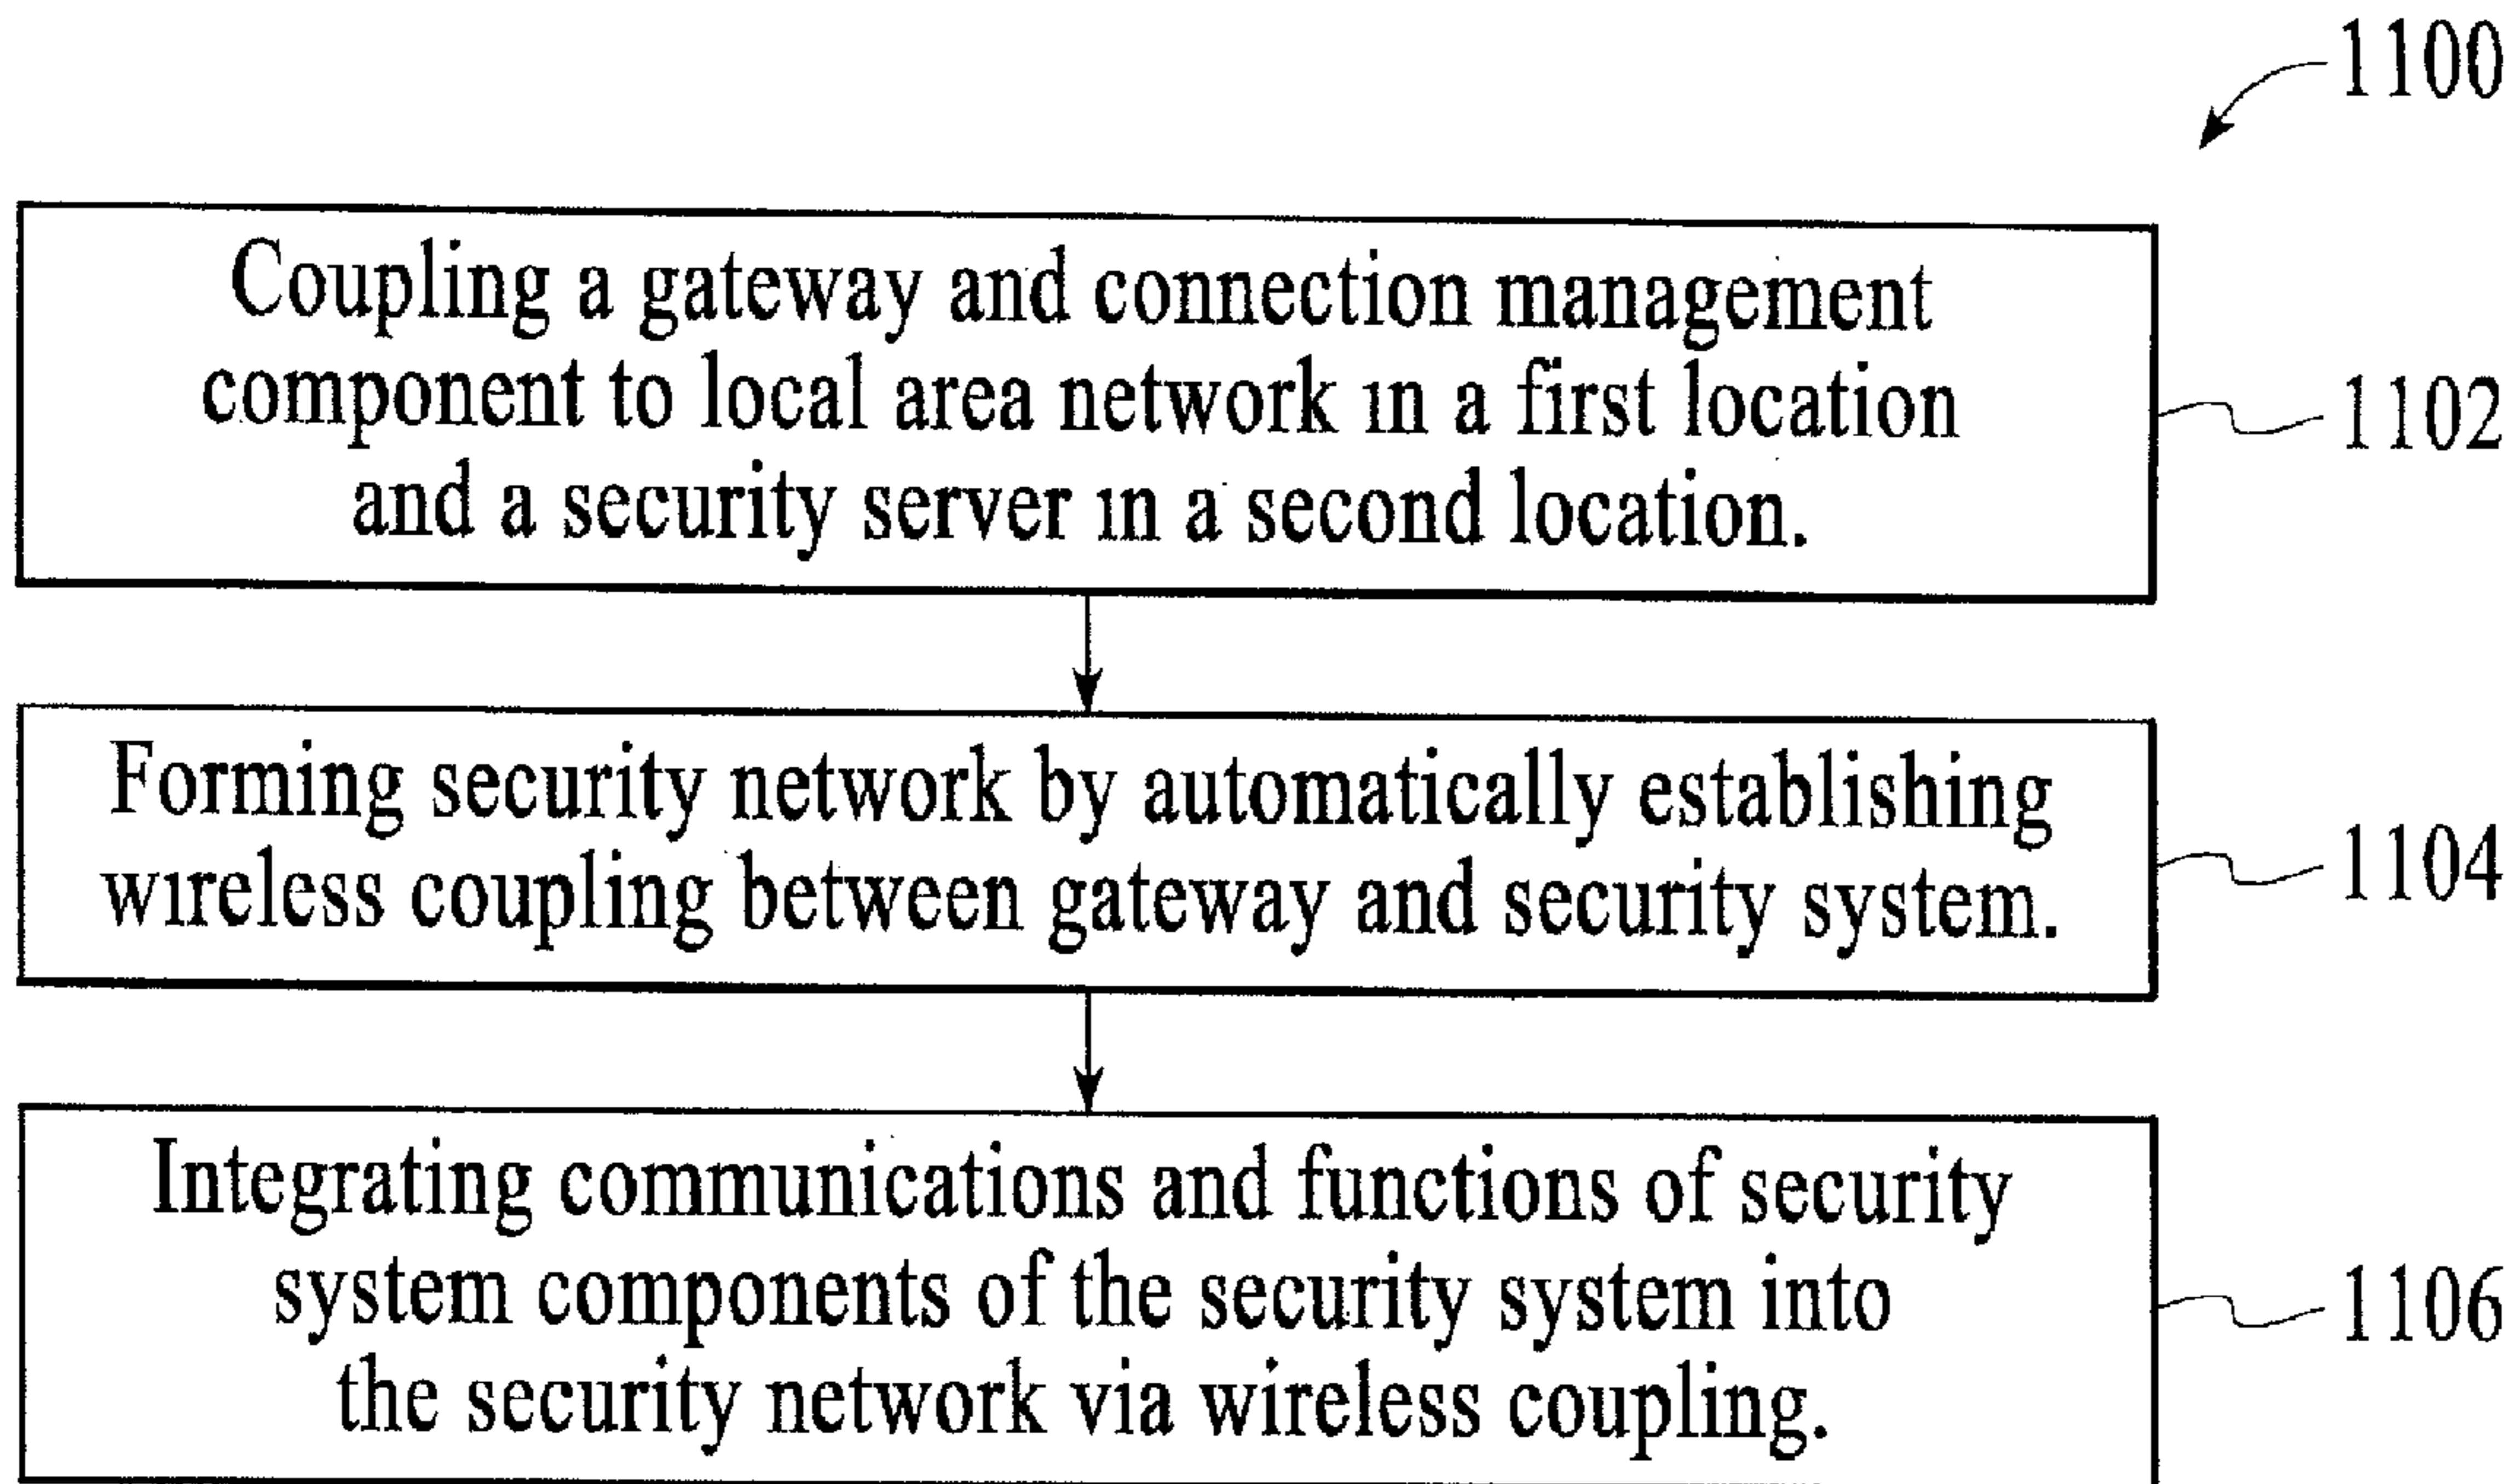 1100
Coupling a gateway and connection management
component to local area network in a first location
and a security server in a second location.
1102
Forming security network by automatically establishing
wireless coupling between gateway and security system.
1104
Integrating communications and functions of security
system components of the security system into
the security network via wireless coupling.
1106